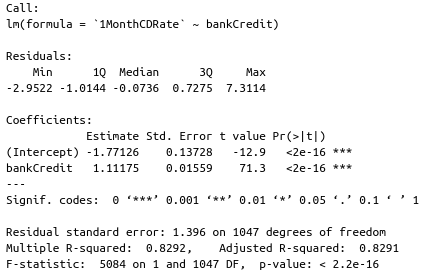 Call:
lm(formula = `1MonthCDRate` ~ bankCredit)
Residuals:
Min 1Q Median 3Q Max
-2.9522 -1.0144 -0.0736 0.7275 7.3114
Coefficients:
Estimate Std. Error t value Pr(>|t|)
(Intercept) -1.77126 0.13728 -12.9 <2e-16 ***
bankCredit 1.11175 0.01559 71.3 <2e-16 ***
---
Signif. codes: 0 ‘***’ 0.001 ‘**’ 0.01 ‘*’ 0.05 ‘.’ 0.1 ‘ ’ 1
Residual standard error: 1.396 on 1047 degrees of freedom
Multiple R-squared: 0.8292, Adjusted R-squared: 0.8291
F-statistic: 5084 on 1 and 1047 DF, p-value: < 2.2e-16